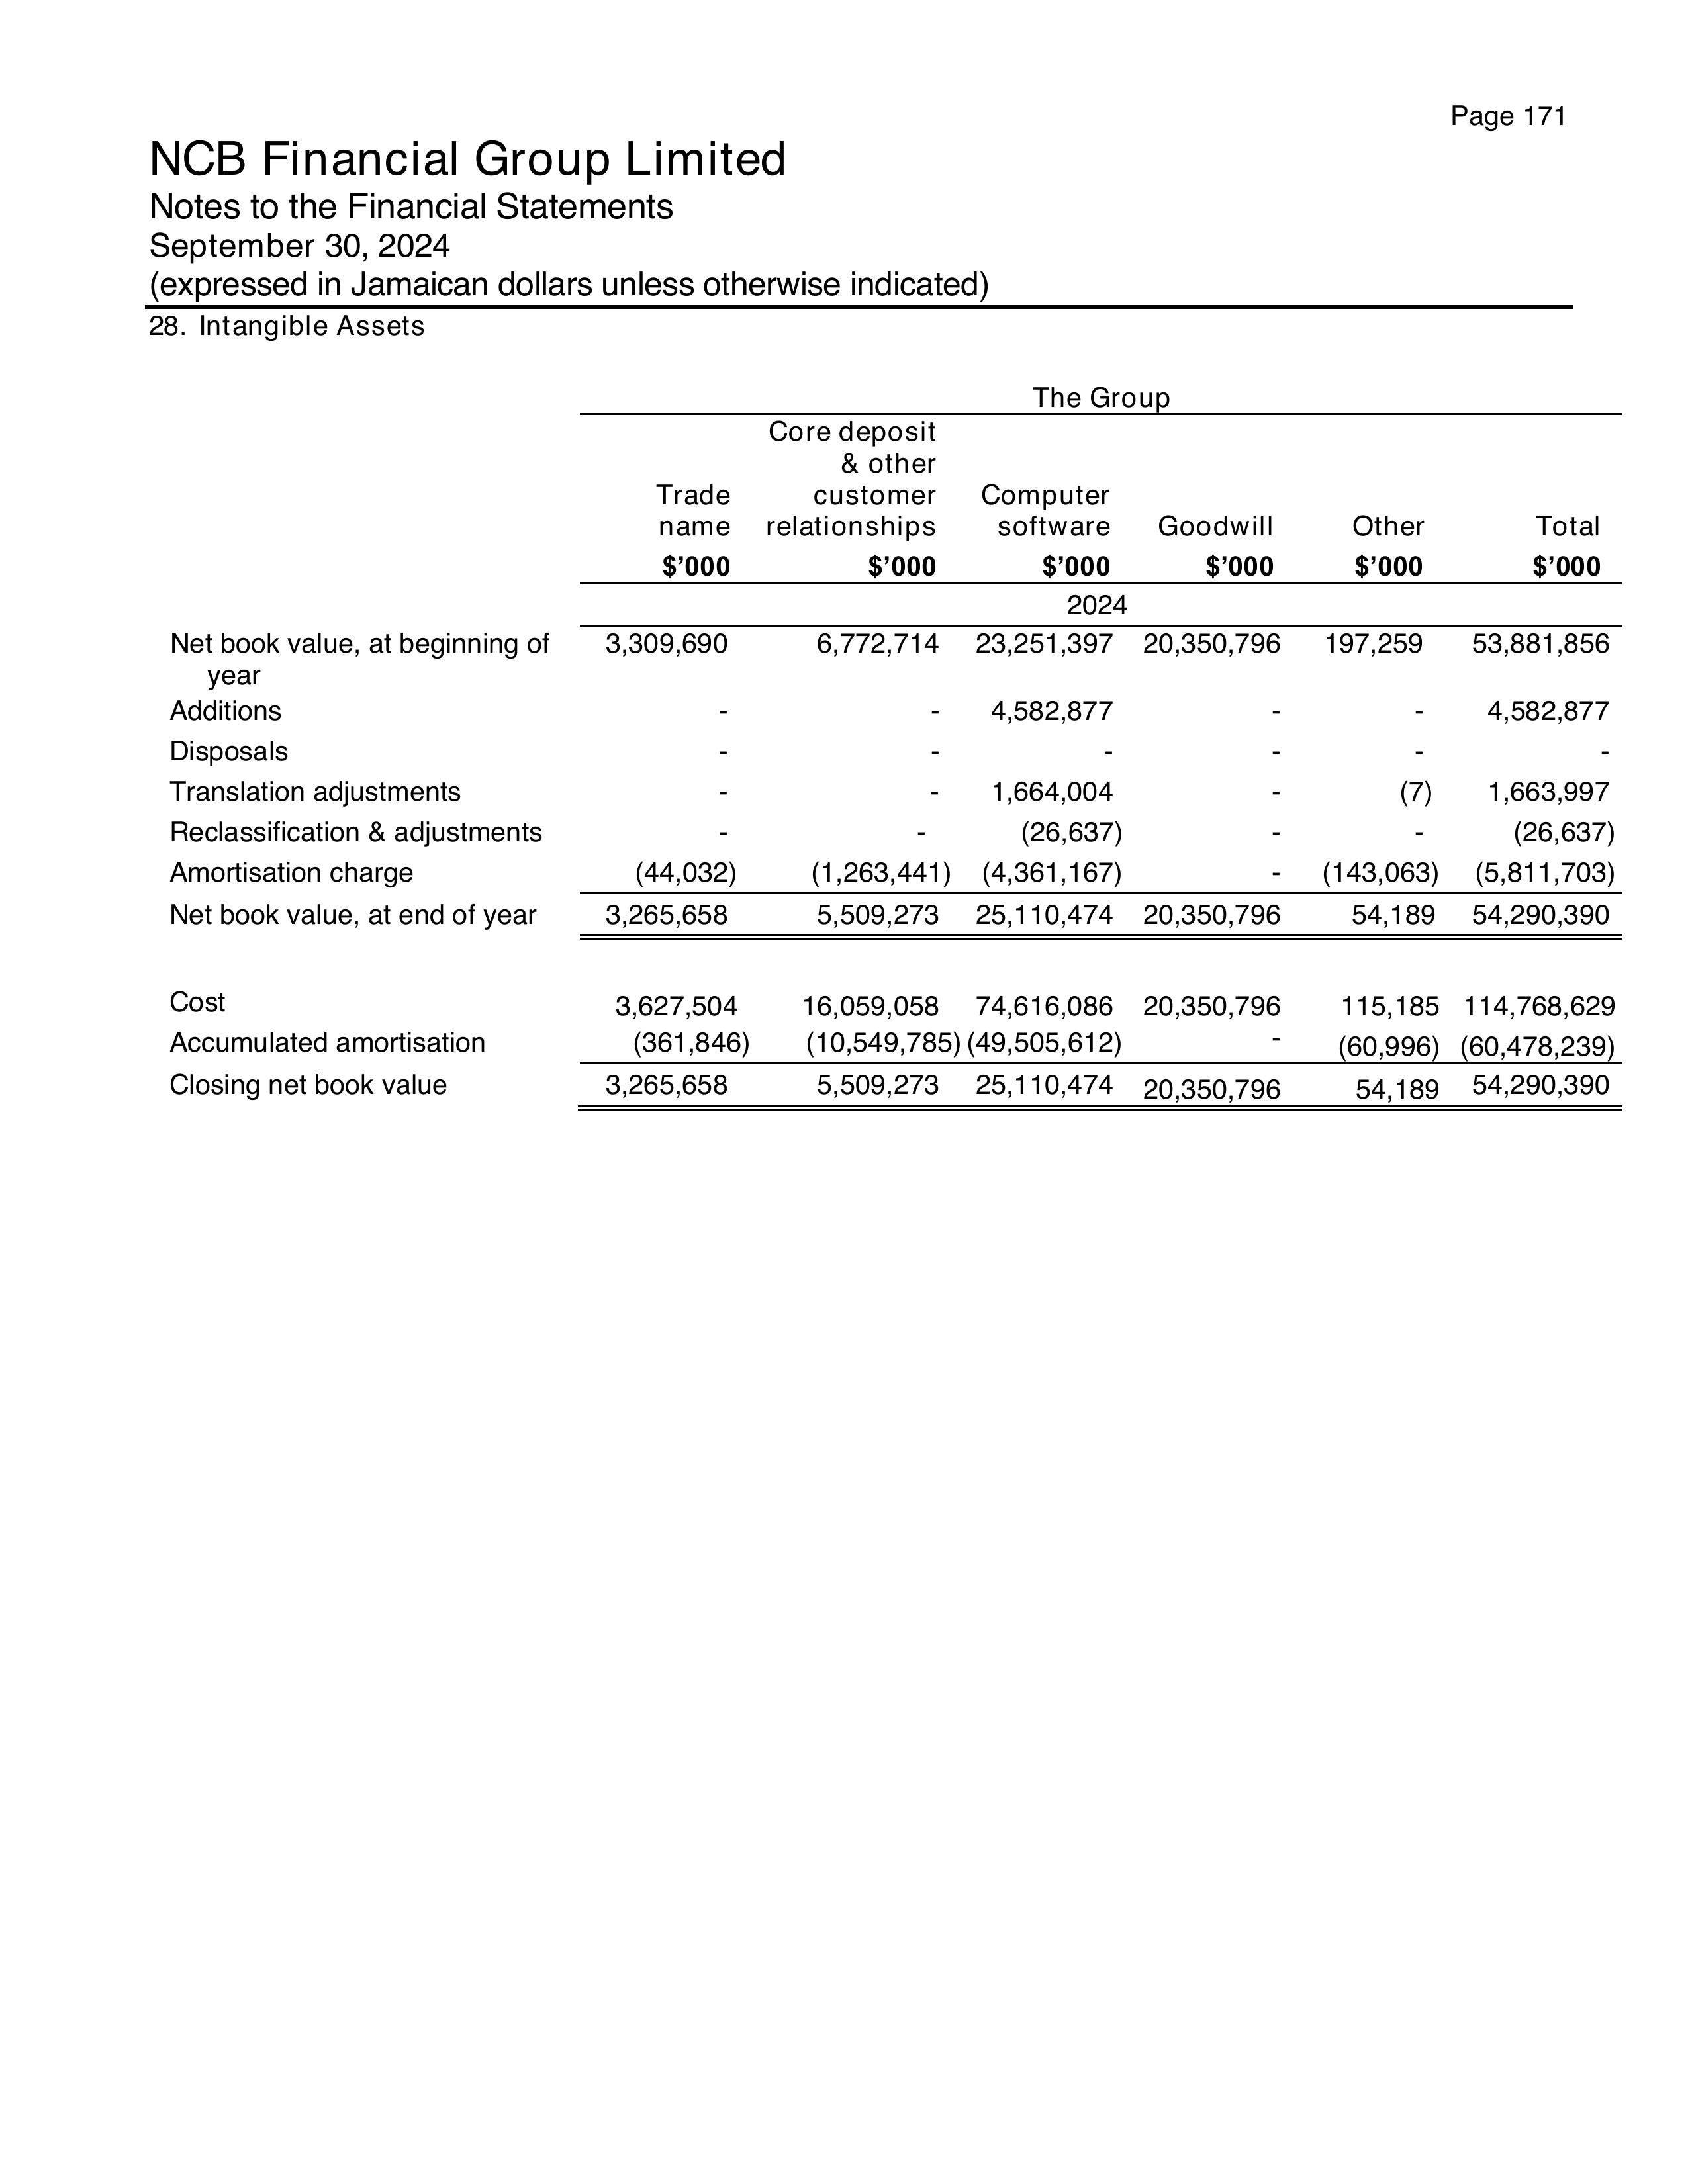 Page 171
NCB Financial Group Limited
Notes to the Financial Statements
September 30, 2024
(expressed in Jamaican dollars unless otherwise indicated)
28. Intangible Assets
The Group
Core deposit
& other
Trade customer Computer
name relationships software Goodwill Other Total
$’000 $’000 $’000 $’000 $’000 $’000
2024
Net book value, at beginning of 3,309,690 6,772,714 23,251,397 20,350,796 197,259 53,881,856
year
Additions - - 4,582,877 - - 4,582,877
Disposals - - - - - -
Translation adjustments - - 1,664,004 - (7) 1,663,997
Reclassification & adjustments - - (26,637) - - (26,637)
Amortisation charge (44,032) (1,263,441) (4,361,167) - (143,063) (5,811,703)
Net book value, at end of year 3,265,658 5,509,273 25,110,474 20,350,796 54,189 54,290,390
Cost 3,627,504 16,059,058 74,616,086 20,350,796 115,185 114,768,629
Accumulated amortisation (361,846) (10,549,785) (49,505,612) - (60,996) (60,478,239)
Closing net book value 3,265,658 5,509,273 25,110,474 20,350,796 54,189 54,290,390